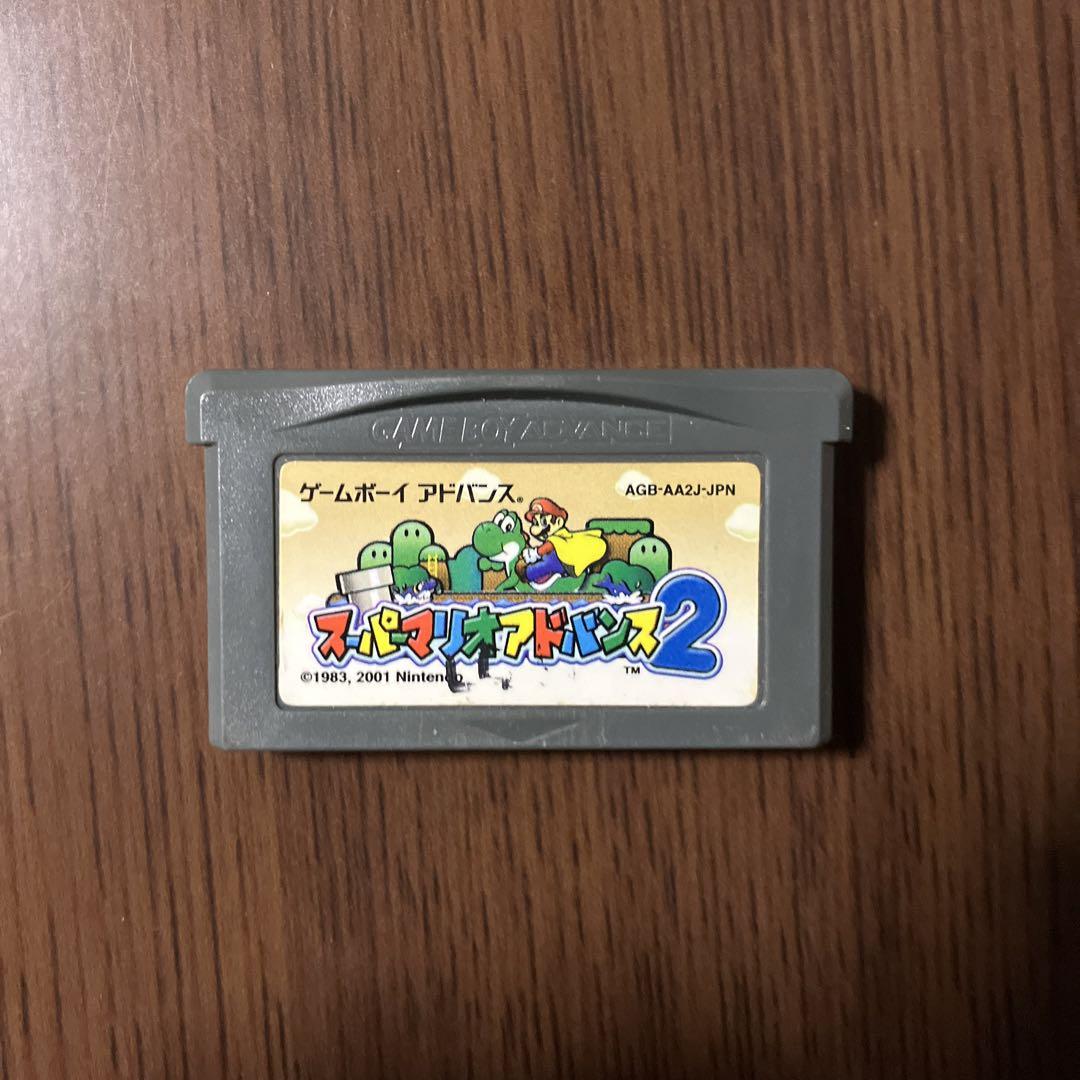 GAME BOY ADVANCE
ゲームボーイ アドバンス®
AGB-AA2J-JPN
スーパーマリオアドバンス2
™
©1983, 2001 Nintendo